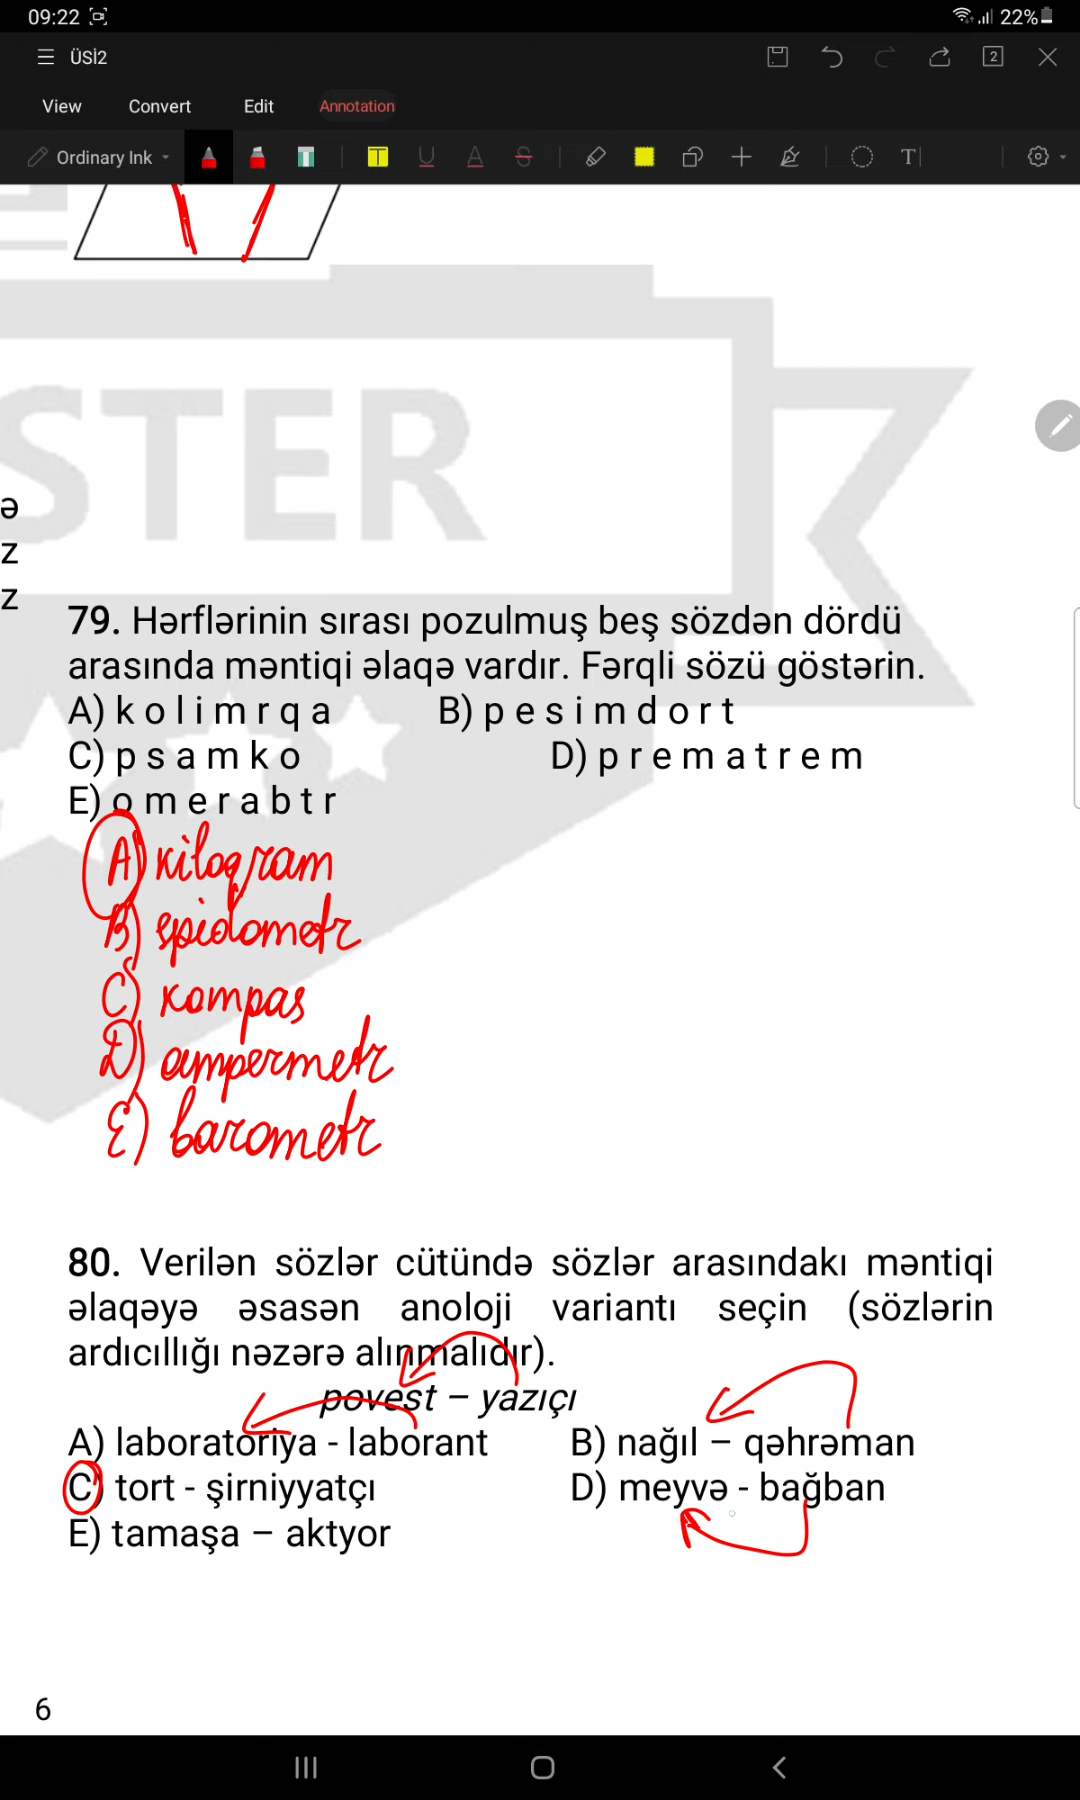 09:22 22%
ÜSİ2 2
View Convert Edit Annotation
Ordinary Ink T U A S T
STER
ə
z
z
79. Hərflərinin sırası pozulmuş beş sözdən dördü
arasında məntiqi əlaqə vardır. Fərqli sözü göstərin.
A) k o l i m r q a B) p e s i m d o r t
C) p s a m k o D) p r e m a t r e m
E) o m e r a b t r
A) kiloqram
B) spidometr
C) kompas
D) ampermetr
E) barometr
80. Verilən sözlər cütündə sözlər arasındakı məntiqi
əlaqəyə əsasən anoloji variantı seçin (sözlərin
ardıcıllığı nəzərə alınmalıdır).
povest – yazıçı
A) laboratoriya - laborant B) nağıl – qəhrəman
C) tort - şirniyyatçı D) meyvə - bağban
E) tamaşa – aktyor
6